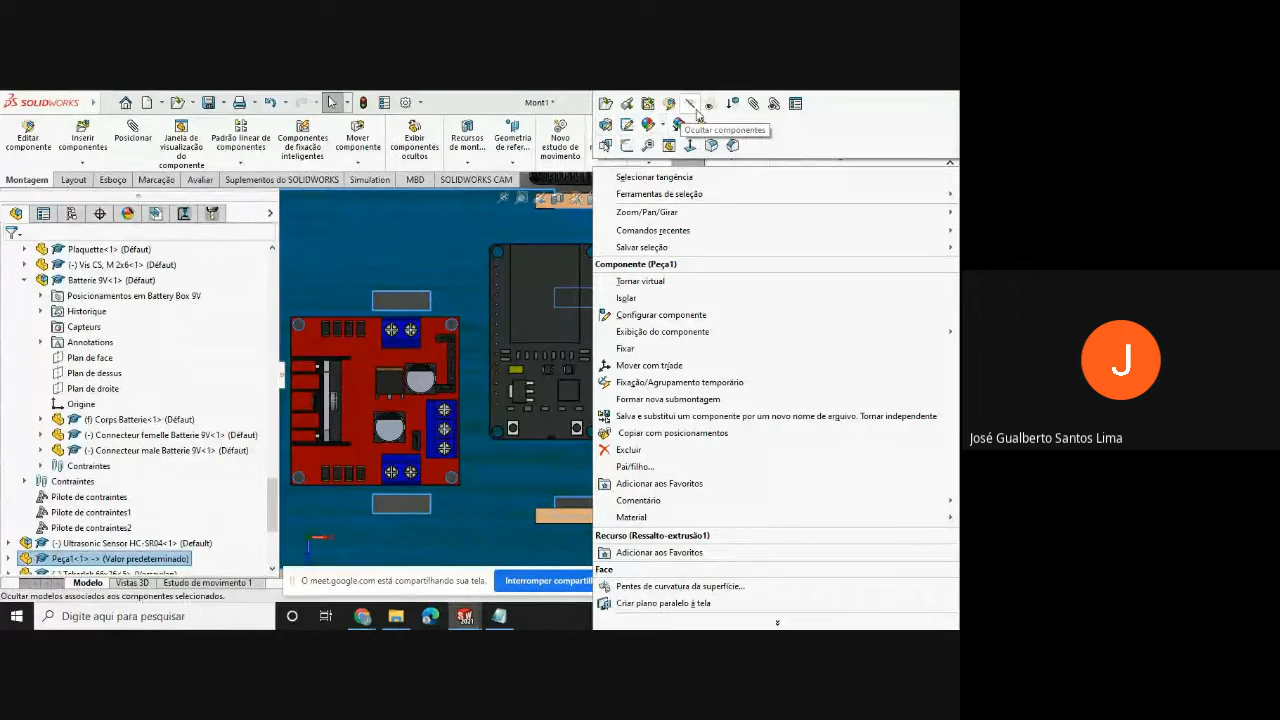 SOLIDWORKS
Mont1 *
Editar componente
Inserir componentes
Posicionar
Janela de visualização do componente
Padrão linear de componentes
Componentes de fixação inteligentes
Mover componente
Exibir componentes ocultos
Recursos de mont...
Geometria de refer...
Novo estudo de movimento
Montagem
Layout
Esboço
Marcação
Avaliar
Suplementos do SOLIDWORKS
Simulation
MBD
SOLIDWORKS CAM
Plaquette<1> (Défaut)
(-) Vis CS, M 2x6<1> (Défaut)
Batterie 9V<1> (Défaut)
Posicionamentos em Battery Box 9V
Historique
Capteurs
Annotations
Plan de face
Plan de dessus
Plan de droite
Origine
(f) Corps Batterie<1> (Défaut)
(-) Connecteur femelle Batterie 9V<1> (Défaut)
(-) Connecteur male Batterie 9V<1> (Défaut)
Contraintes
Contraintes
Pilote de contraintes
Pilote de contraintes1
Pilote de contraintes2
(-) Ultrasonic Sensor HC-SR04<1> (Default)
Peça1<1> -> (Valor predeterminado)
Modelo
Vistas 3D
Estudo de movimento 1
Ocultar modelos associados aos componentes selecionados.
O meet.google.com está compartilhando sua tela.
Interromper compartil
Digite aqui para pesquisar
Ocultar componentes
Selecionar tangência
Ferramentas de seleção
Zoom/Pan/Girar
Comandos recentes
Salvar seleção
Componente (Peça1)
Tornar virtual
Isolar
Configurar componente
Exibição do componente
Fixar
Mover com tríade
Fixação/Agrupamento temporário
Formar nova submontagem
Salva e substitui um componente por um novo nome de arquivo. Tornar independente
Copiar com posicionamentos
Excluir
Pai/filho...
Adicionar aos Favoritos
Comentário
Material
Recurso (Ressalto-extrusão1)
Adicionar aos Favoritos
Face
Pentes de curvatura da superfície...
Criar plano paralelo à tela
J
José Gualberto Santos Lima